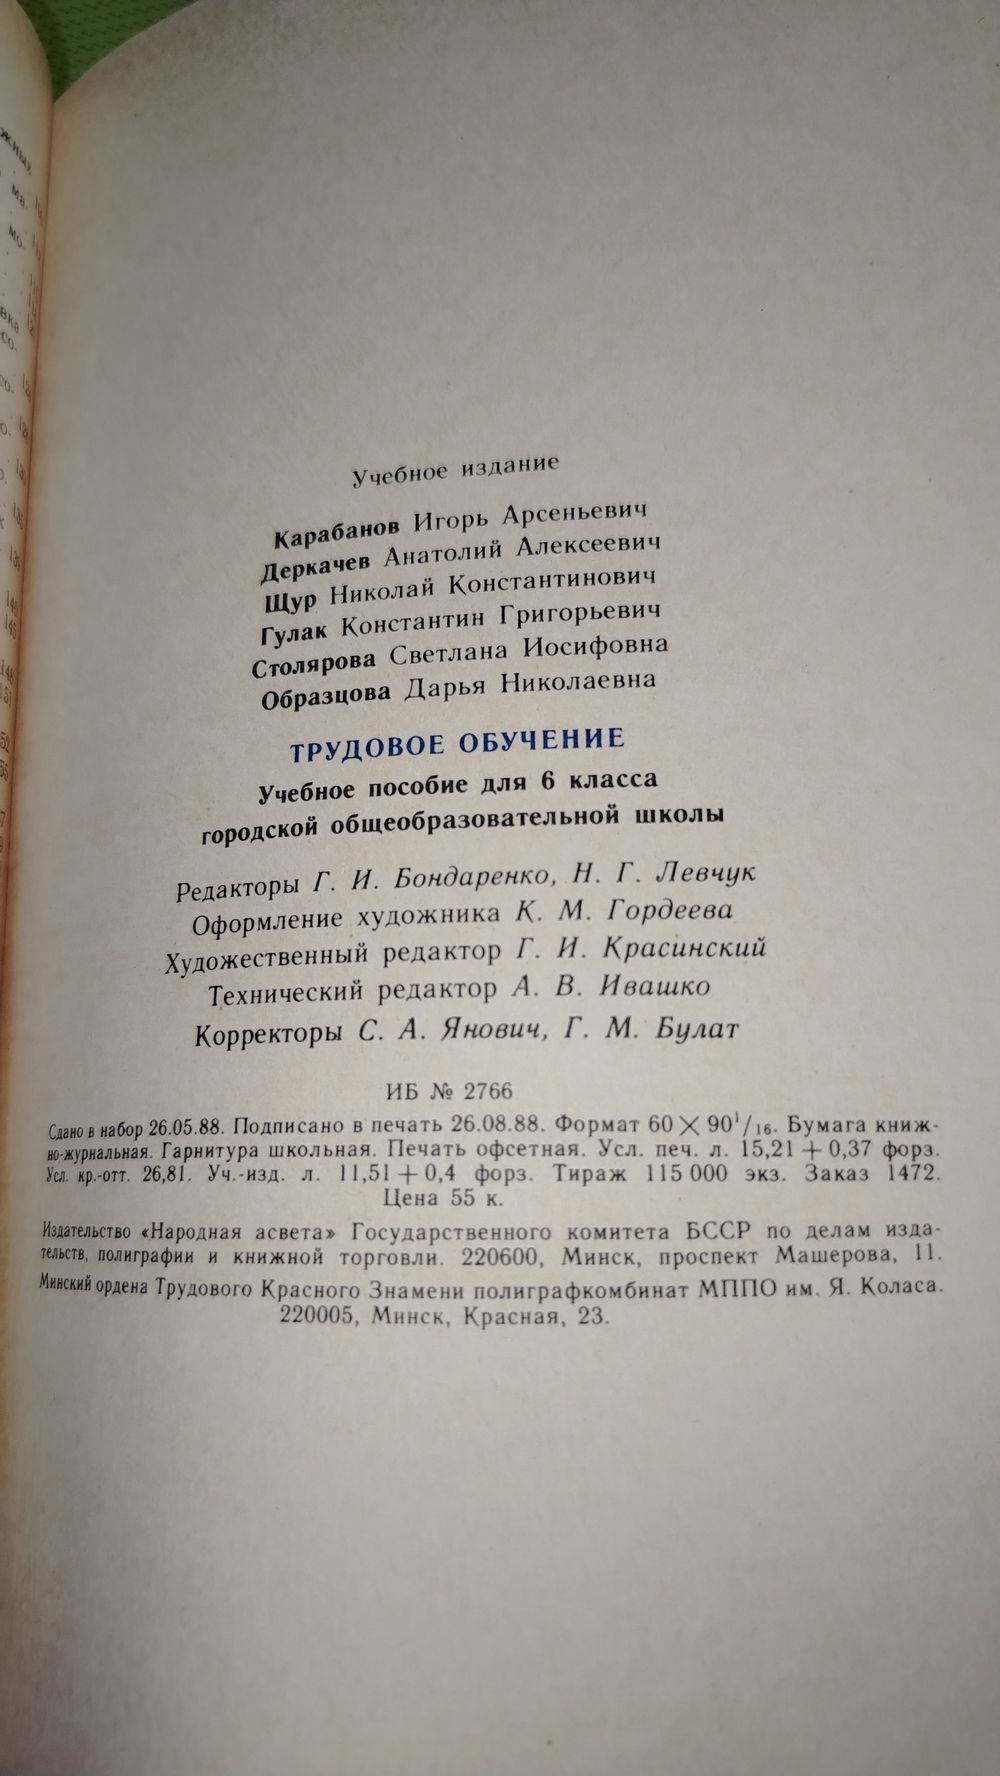 жных
ма.
мо.
вка
со.
Учебное издание
Карабанов Игорь Арсеньевич
Деркачев Анатолий Алексеевич
Щур Николай Константинович
Гулак Константин Григорьевич
Столярова Светлана Иосифовна
Образцова Дарья Николаевна
ТРУДОВОЕ ОБУЧЕНИЕ
Учебное пособие для 6 класса
городской общеобразовательной школы
Редакторы Г. И. Бондаренко, Н. Г. Левчук
Оформление художника К. М. Гордеева
Художественный редактор Г. И. Красинский
Технический редактор А. В. Ивашко
Корректоры С. А. Янович, Г. М. Булат
ИБ № 2766
Сдано в набор 26.05.88. Подписано в печать 26.08.88. Формат 60 × 90¹/₁₆. Бумага книж-
но-журнальная. Гарнитура школьная. Печать офсетная. Усл. печ. л. 15,21 + 0,37 форз.
Усл. кр.-отт. 26,81. Уч.-изд. л. 11,51 + 0,4 форз. Тираж 115 000 экз. Заказ 1472.
Цена 55 к.
Издательство «Народная асвета» Государственного комитета БССР по делам изда-
тельств, полиграфии и книжной торговли. 220600, Минск, проспект Машерова, 11.
Минский ордена Трудового Красного Знамени полиграфкомбинат МППО им. Я. Коласа.
220005, Минск, Красная, 23.